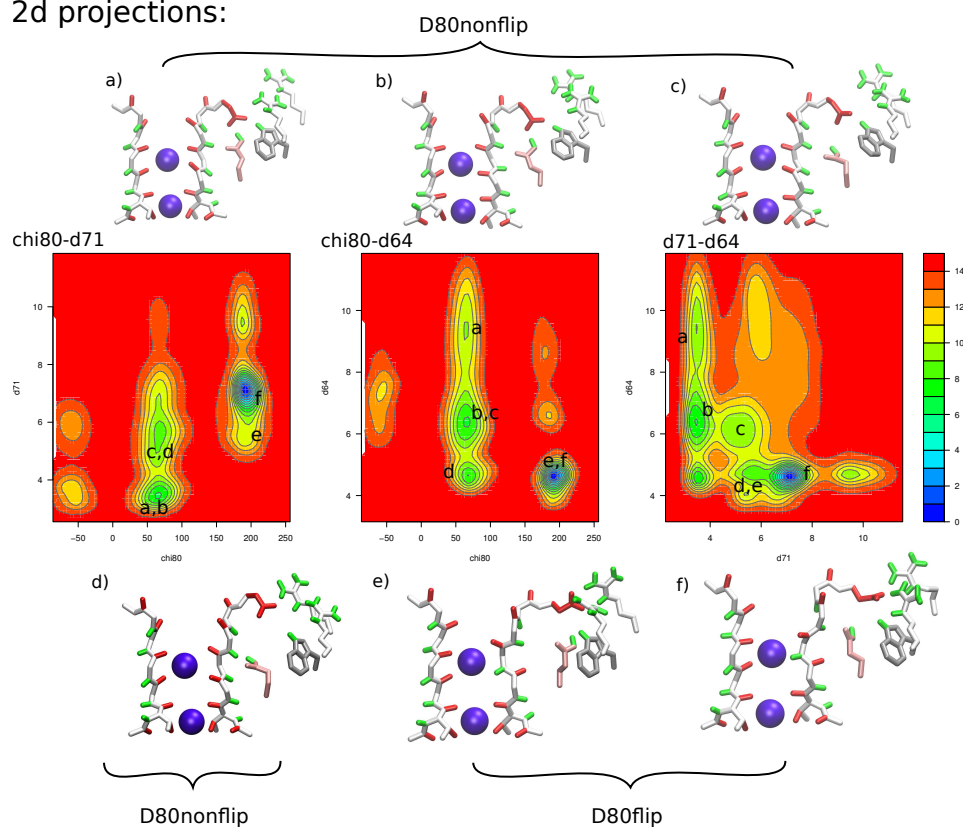 2d projections:
D80nonflip
a)
b)
c)
chi80-d71
chi80-d64
d71-d64
10
8
6
4
d71
-50
0
50
100
150
200
250
chi80
f
e
c,d
a,b
10
8
6
4
d64
-50
0
50
100
150
200
250
chi80
a
b,c
d
e,f
10
8
6
4
d64
4
6
8
10
d71
a
b
c
d,e
f
14
12
10
8
6
4
2
0
d)
e)
f)
D80nonflip
D80flip